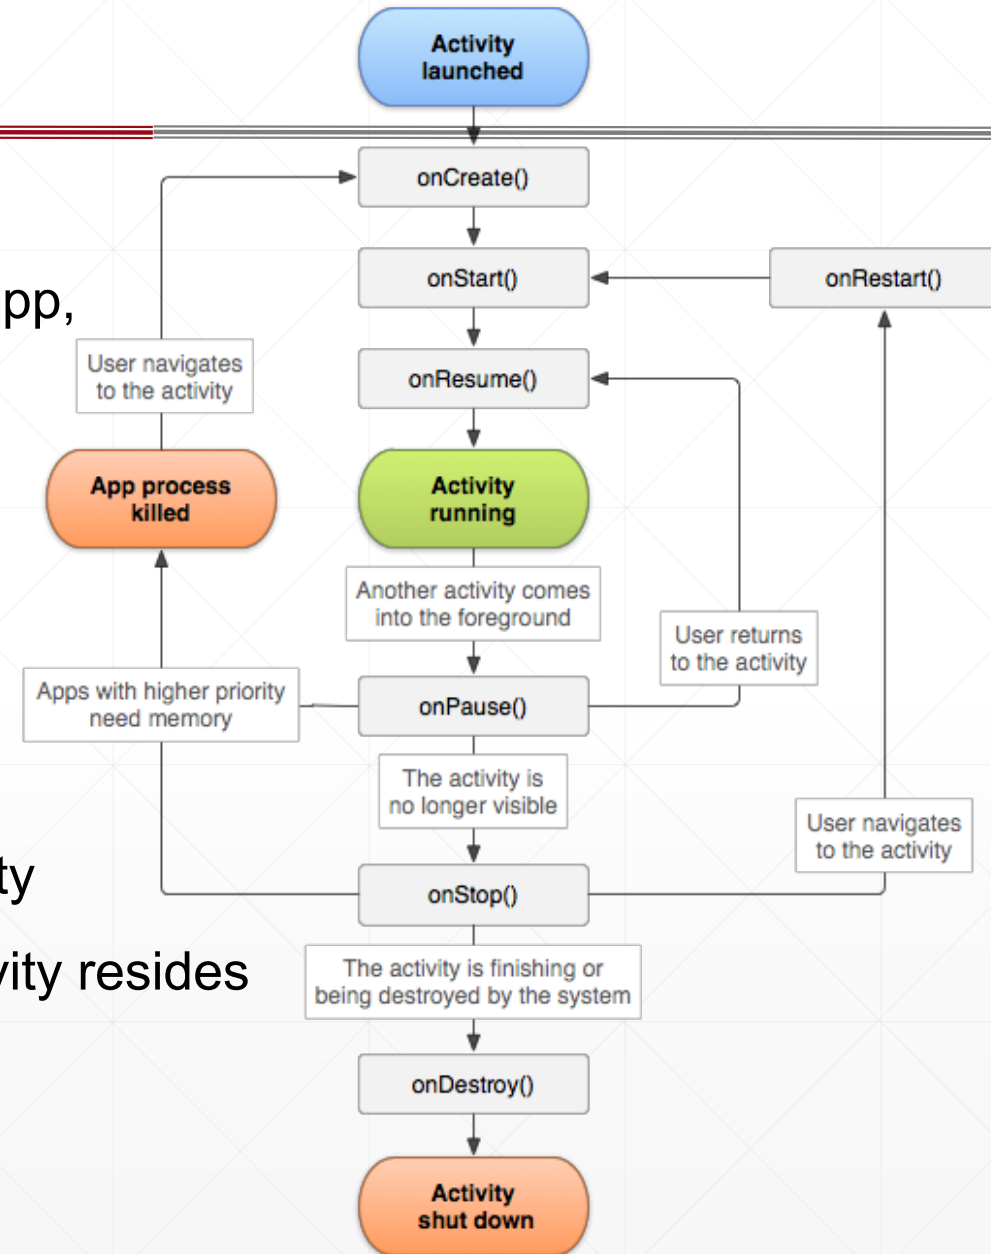 Activity
launched
onCreate()
onStart()
onRestart()
pp,
User navigates
to the activity
onResume()
App process
killed
Activity
running
Another activity comes
into the foreground
User returns
to the activity
Apps with higher priority
need memory
onPause()
The activity is
no longer visible
User navigates
to the activity
ty
onStop()
vity resides
The activity is finishing or
being destroyed by the system
onDestroy()
Activity
shut down